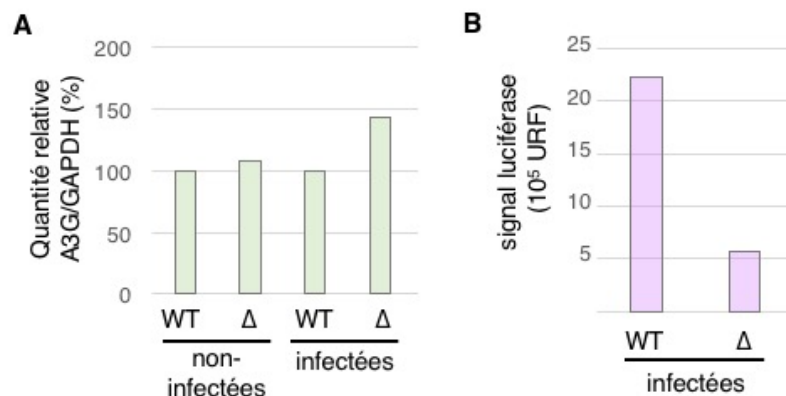 A
Quantité relative
A3G/GAPDH (%)
200
150
100
50
0
WT Δ WT Δ
non-
infectées
infectées
B
signal luciférase
(10⁵ URF)
25
20
15
10
5
WT Δ
infectées